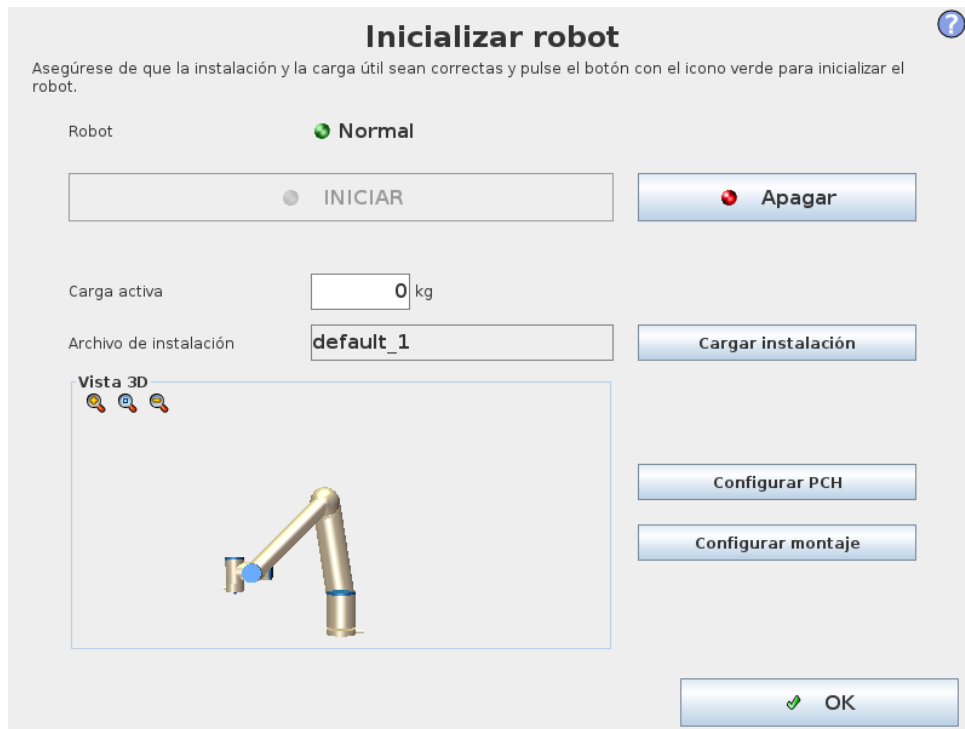 Inicializar robot
?
Asegúrese de que la instalación y la carga útil sean correctas y pulse el botón con el icono verde para inicializar el
robot.
Robot
Normal
INICIAR
Apagar
Carga activa
0 kg
Archivo de instalación
default_1
Cargar instalación
Vista 3D
Configurar PCH
Configurar montaje
OK